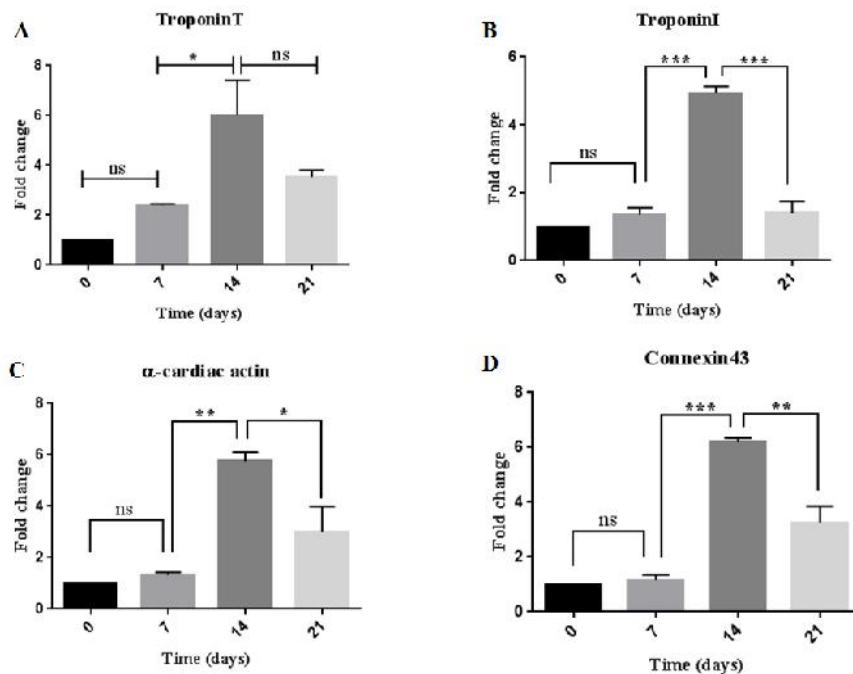 A
TroponinT
* ns
ns
8
6
4
2
0
Fold change
0 7 14 21
Time (days)
B
TroponinI
*** ***
ns
6
4
2
0
Fold change
0 7 14 21
Time (days)
C
α-cardiac actin
** *
ns
8
6
4
2
0
Fold change
0 7 14 21
Time (days)
D
Connexin43
*** **
ns
8
6
4
2
0
Fold change
0 7 14 21
Time (days)